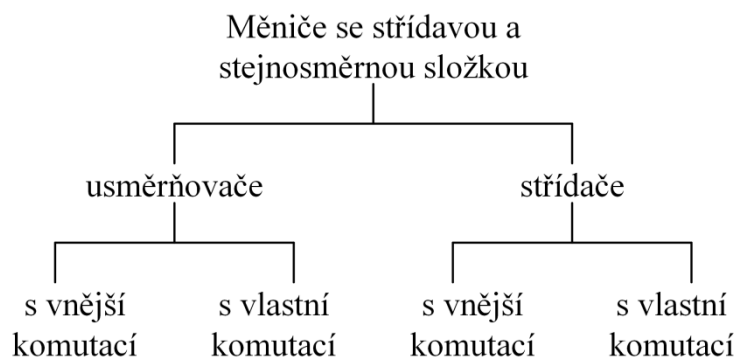 Měniče se střídavou a
stejnosměrnou složkou
usměrňovače
střídače
s vnější
komutací
s vlastní
komutací
s vnější
komutací
s vlastní
komutací